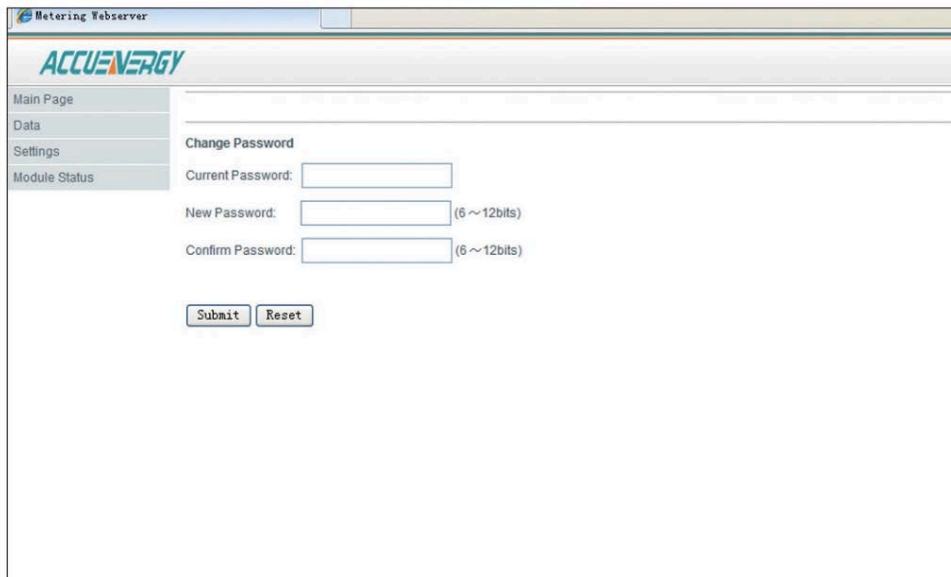 Metering Webserver
ACCUENERGY
Main Page
Data
Settings
Module Status
Change Password
Current Password:
New Password: (6～12bits)
Confirm Password: (6～12bits)
Submit Reset